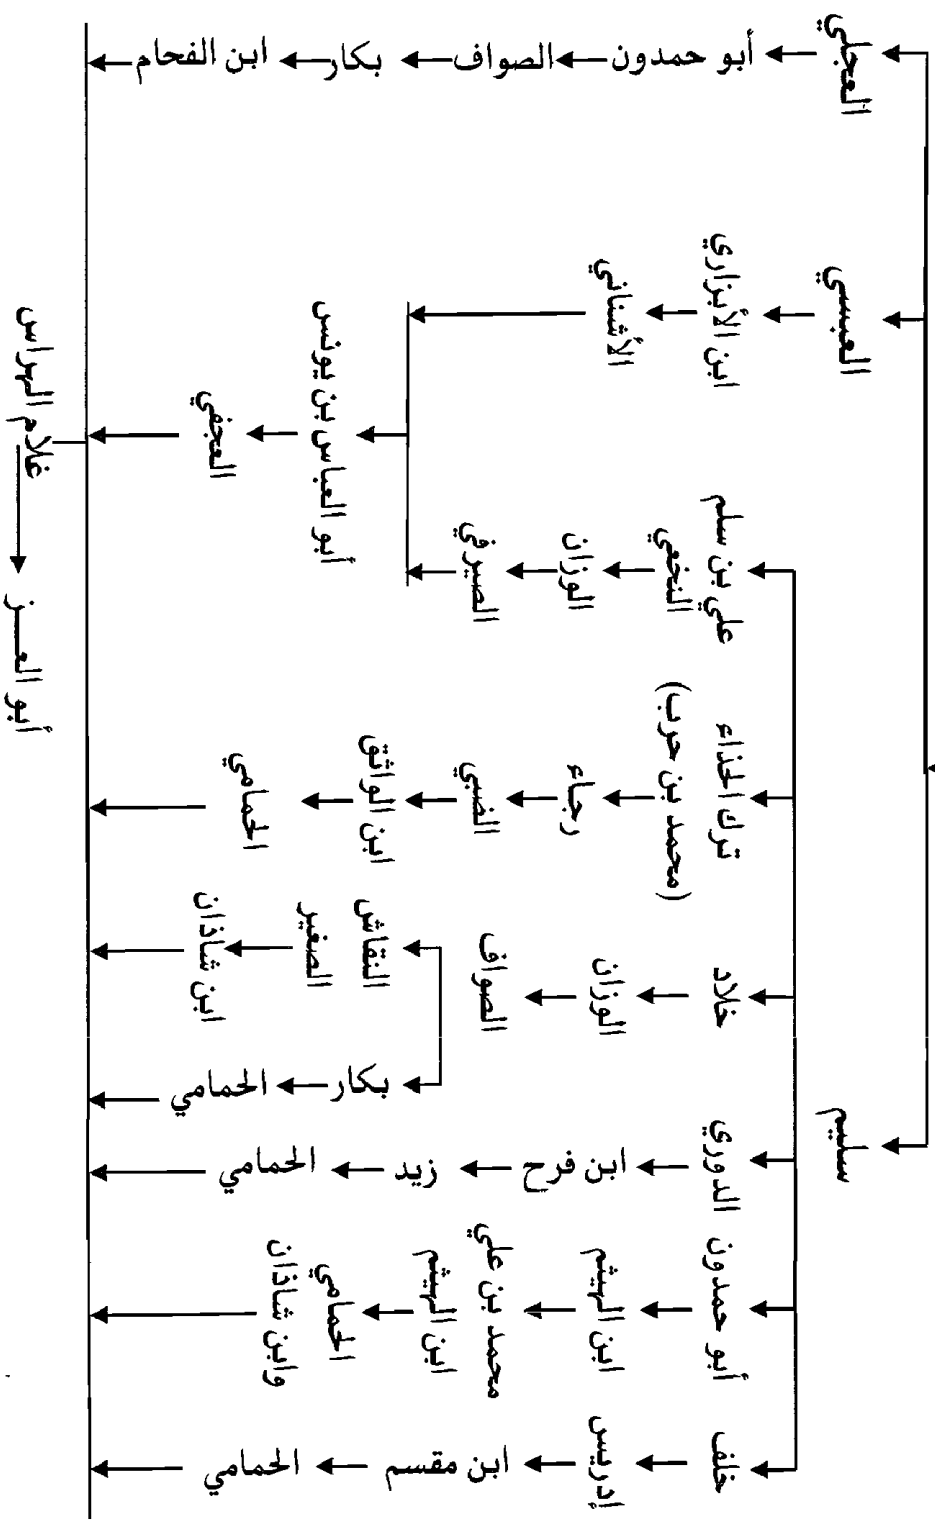 العجلي
أبو حمدون
الصواف
بكار
ابن الفحام
العبسي
ابن الأبزاري
الأشناني
سليم
علي بن سلم
النخعي
الوزان
الصيرفي
أبو العباس بن يونس
العجفي
ترك الحذاء
(محمد بن حرب)
رجاء
الضبي
ابن الواثق
الحمامي
خلاد
الوزان
الصواف
النقاش
الصغير
ابن شاذان
بكار
الحمامي
الدوري
ابن فرح
زيد
الحمامي
أبو حمدون
ابن الهيثم
محمد بن علي
ابن الهيثم
الحمامي
وابن شاذان
خلف
إدريس
ابن مقسم
الحمامي
غلام الهراس
أبو العـــز